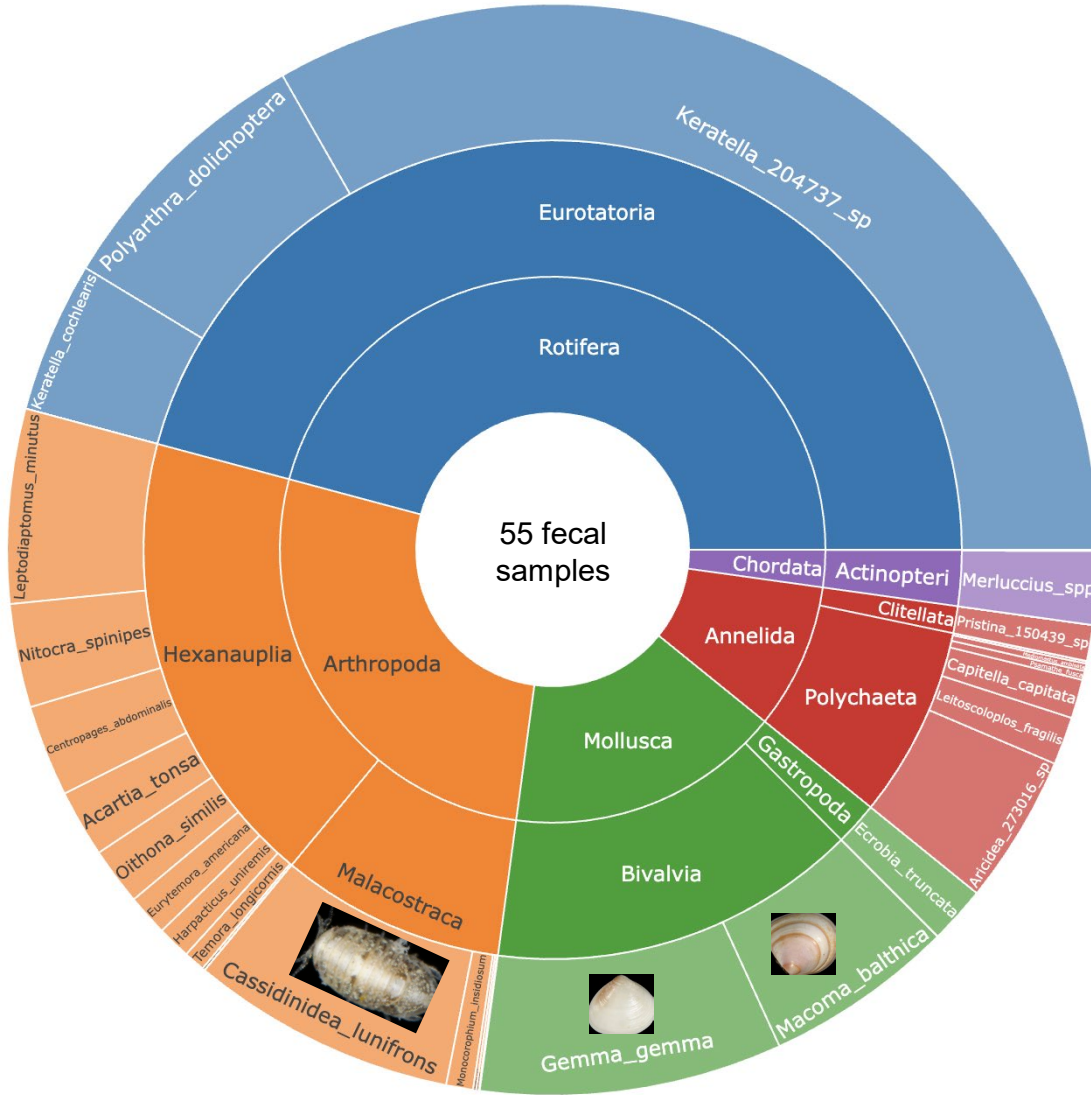 Keratella_204737_sp
Polyarthra_dolichoptera
Keratella_cochlearis
Eurotatoria
Rotifera
55 fecal
samples
Chordata
Actinopteri
Merluccius_spp
Annelida
Clitellata
Pristina_150439_sp
Polychaeta
Capitella_capitata
Leitoscoloplos_fragilis
Aricidea_273016_sp
Mollusca
Gastropoda
Ecrobia_truncata
Bivalvia
Macoma_balthica
Gemma_gemma
Arthropoda
Hexanauplia
Malacostraca
Leptodiaptomus_minutus
Nitocra_spinipes
Centropages_abdominalis
Acartia_tonsa
Oithona_similis
Eurytemora_americana
Harpacticus_uniremis
Temora_longicornis
Cassidinidea_lunifrons
Monocorophium_insidiosum